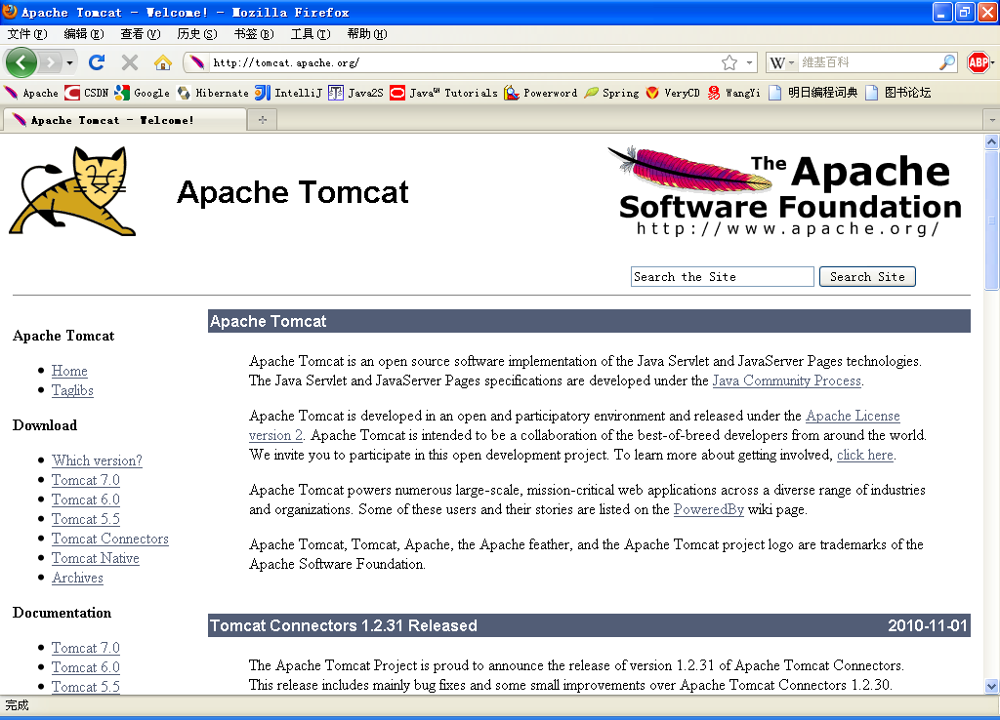 Apache Tomcat - Welcome! - Mozilla Firefox
文件(F) 编辑(E) 查看(V) 历史(S) 书签(B) 工具(T) 帮助(H)
http://tomcat.apache.org/
W
维基百科
ABP
Apache CSDN Google Hibernate IntelliJ Java2S Java™ Tutorials Powerword Spring VeryCD WangYi 明日编程词典 图书论坛
Apache Tomcat - Welcome!
Apache Tomcat
The Apache
Software Foundation
http://www.apache.org/
Search the Site
Search Site
Apache Tomcat
Home
Taglibs
Download
Which version?
Tomcat 7.0
Tomcat 6.0
Tomcat 5.5
Tomcat Connectors
Tomcat Native
Archives
Documentation
Tomcat 7.0
Tomcat 6.0
Tomcat 5.5
Apache Tomcat
Apache Tomcat is an open source software implementation of the Java Servlet and JavaServer Pages technologies.
The Java Servlet and JavaServer Pages specifications are developed under the Java Community Process.
Apache Tomcat is developed in an open and participatory environment and released under the Apache License
version 2. Apache Tomcat is intended to be a collaboration of the best-of-breed developers from around the world.
We invite you to participate in this open development project. To learn more about getting involved, click here.
Apache Tomcat powers numerous large-scale, mission-critical web applications across a diverse range of industries
and organizations. Some of these users and their stories are listed on the PoweredBy wiki page.
Apache Tomcat, Tomcat, Apache, the Apache feather, and the Apache Tomcat project logo are trademarks of the
Apache Software Foundation.
Tomcat Connectors 1.2.31 Released 2010-11-01
The Apache Tomcat Project is proud to announce the release of version 1.2.31 of Apache Tomcat Connectors.
This release includes mainly bug fixes and some small improvements over Apache Tomcat Connectors 1.2.30.
完成